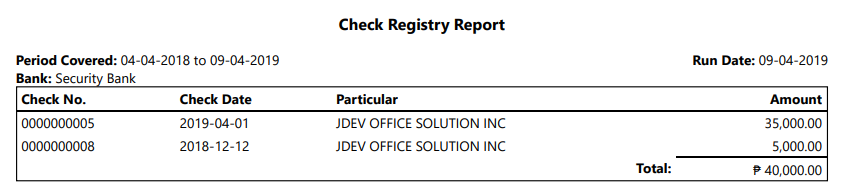 Check Registry Report
Period Covered: 04-04-2018 to 09-04-2019 Run Date: 09-04-2019
Bank: Security Bank
Check No. Check Date Particular Amount
0000000005 2019-04-01 JDEV OFFICE SOLUTION INC 35,000.00
0000000008 2018-12-12 JDEV OFFICE SOLUTION INC 5,000.00
Total: ₱ 40,000.00